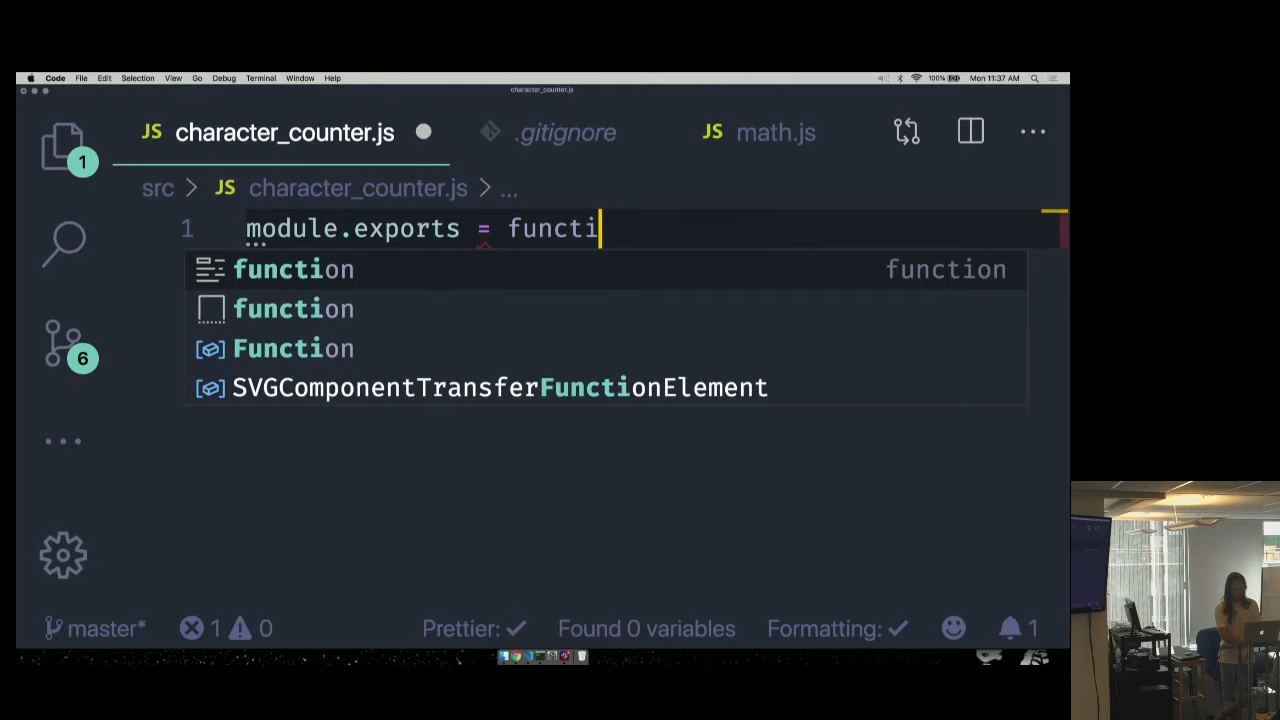 Code File Edit Selection View Go Debug Terminal Window Help 100% Mon 11:37 AM
character_counter.js
JS character_counter.js .gitignore JS math.js ...
1
src > JS character_counter.js > ...
1 module.exports = functi
function function
function
Function
SVGComponentTransferFunctionElement
6
master* 1 0 Prettier: ✓ Found 0 variables Formatting: ✓ 1